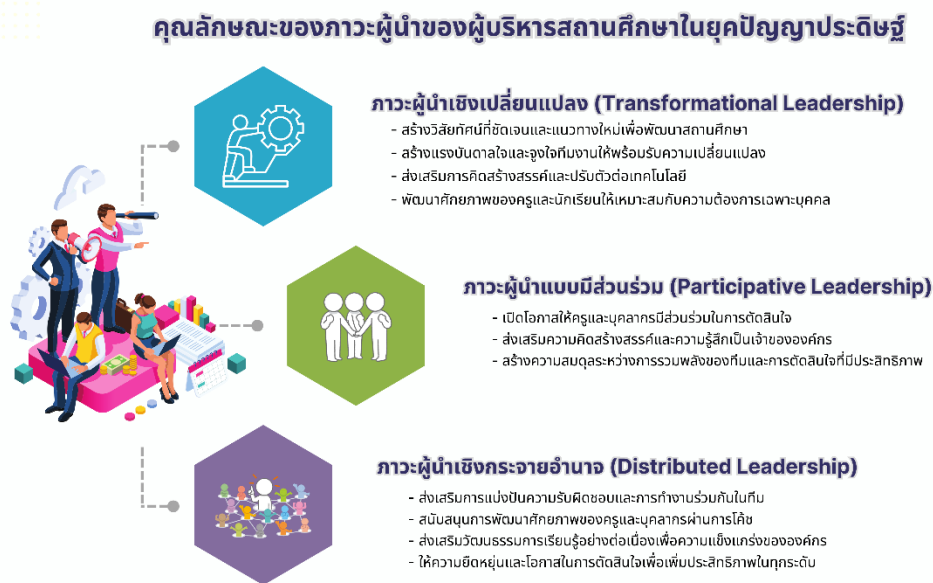 คุณลักษณะของภาวะผู้นำของผู้บริหารสถานศึกษาในยุคปัญญาประดิษฐ์
ภาวะผู้นำเชิงเปลี่ยนแปลง (Transformational Leadership)
- สร้างวิสัยทัศน์ที่ชัดเจนและแนวทางใหม่เพื่อพัฒนาสถานศึกษา
- สร้างแรงบันดาลใจและจูงใจทีมงานให้พร้อมรับความเปลี่ยนแปลง
- ส่งเสริมการคิดสร้างสรรค์และปรับตัวต่อเทคโนโลยี
- พัฒนาศักยภาพของครูและนักเรียนให้เหมาะสมกับความต้องการเฉพาะบุคคล
ภาวะผู้นำแบบมีส่วนร่วม (Participative Leadership)
- เปิดโอกาสให้ครูและบุคลากรมีส่วนร่วมในการตัดสินใจ
- ส่งเสริมความคิดสร้างสรรค์และความรู้สึกเป็นเจ้าขององค์กร
- สร้างความสมดุลระหว่างการรวมพลังของทีมและการตัดสินใจที่มีประสิทธิภาพ
ภาวะผู้นำเชิงกระจายอำนาจ (Distributed Leadership)
- ส่งเสริมการแบ่งปันความรับผิดชอบและการทำงานร่วมกันในทีม
- สนับสนุนการพัฒนาศักยภาพของครูและบุคลากรผ่านการโค้ช
- ส่งเสริมวัฒนธรรมการเรียนรู้อย่างต่อเนื่องเพื่อความแข็งแกร่งขององค์กร
- ให้ความยืดหยุ่นและโอกาสในการตัดสินใจเพื่อเพิ่มประสิทธิภาพในทุกระดับ